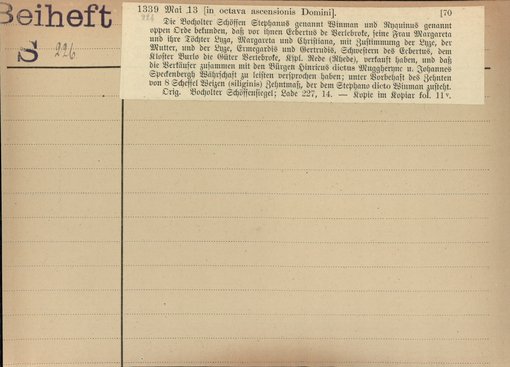 Beiheft
S 226
1339 Mai 13 [in octava ascensionis Domini]. [70
226
Die Bocholter Schöffen Stephanus genannt Winman und Nyquinus genannt
oppen Orde bekunden, daß vor ihnen Ecbertus de Verlebroke, seine Frau Margareta
und ihre Töchter Lyza, Margareta und Christiana, mit Zustimmung der Lyze, der
Mutter, und der Lyze, Ermegardis und Gertrudis, Schwestern des Ecbertus, dem
Kloster Burlo die Güter Verlebroke, Kspl. Rede (Rhede), verkauft haben, und daß
die Verkäufer zusammen mit den Bürgen Hinricus dictus Muggheryne u. Johannes
Speckenbergh Währschaft zu leisten versprochen haben; unter Vorbehalt des Zehnten
von 8 Scheffel Weizen (siliginis) Zehntmaß, der dem Stephano dicto Winman zusteht.
Orig. Bocholter Schöffensiegel; Lade 227, 14. — Kopie im Kopiar fol. 11v.